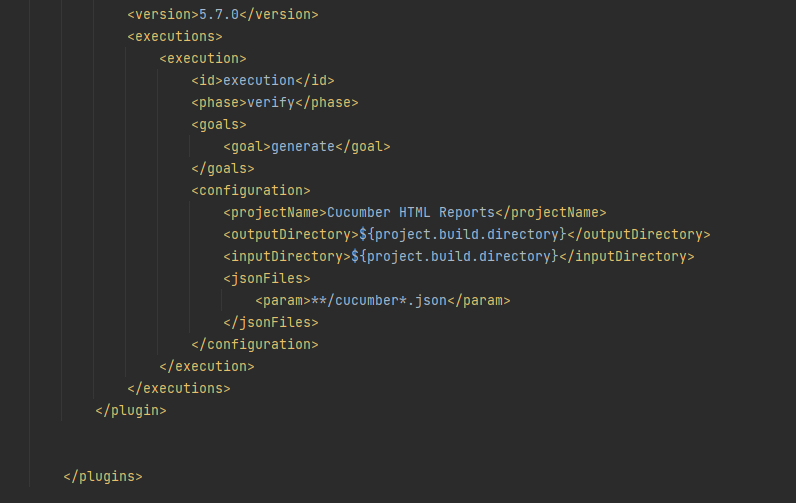 <version>5.7.0</version>
<executions>
<execution>
<id>execution</id>
<phase>verify</phase>
<goals>
<goal>generate</goal>
</goals>
<configuration>
<projectName>Cucumber HTML Reports</projectName>
<outputDirectory>${project.build.directory}</outputDirectory>
<inputDirectory>${project.build.directory}</inputDirectory>
<jsonFiles>
<param>**/cucumber*.json</param>
</jsonFiles>
</configuration>
</execution>
</executions>
</plugin>
</plugins>